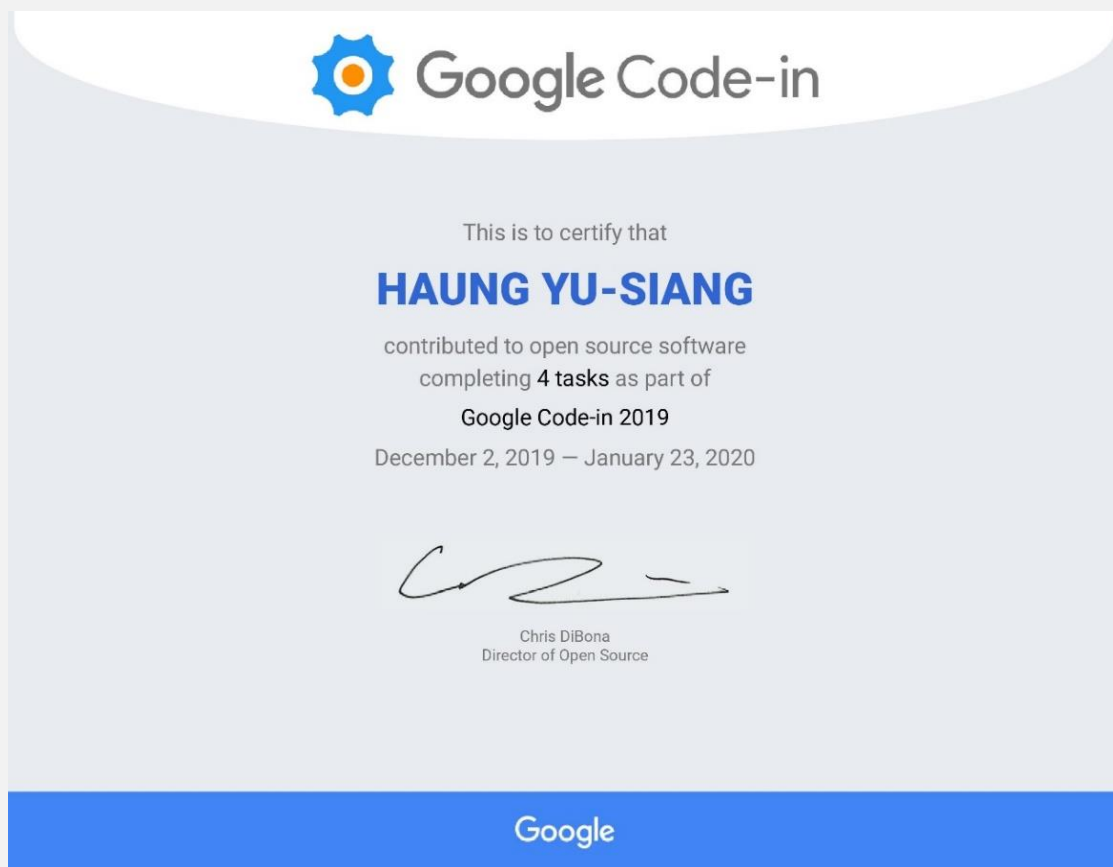 Google Code-in
This is to certify that
HAUNG YU-SIANG
contributed to open source software
completing 4 tasks as part of
Google Code-in 2019
December 2, 2019 — January 23, 2020
Chris DiBona
Director of Open Source
Google